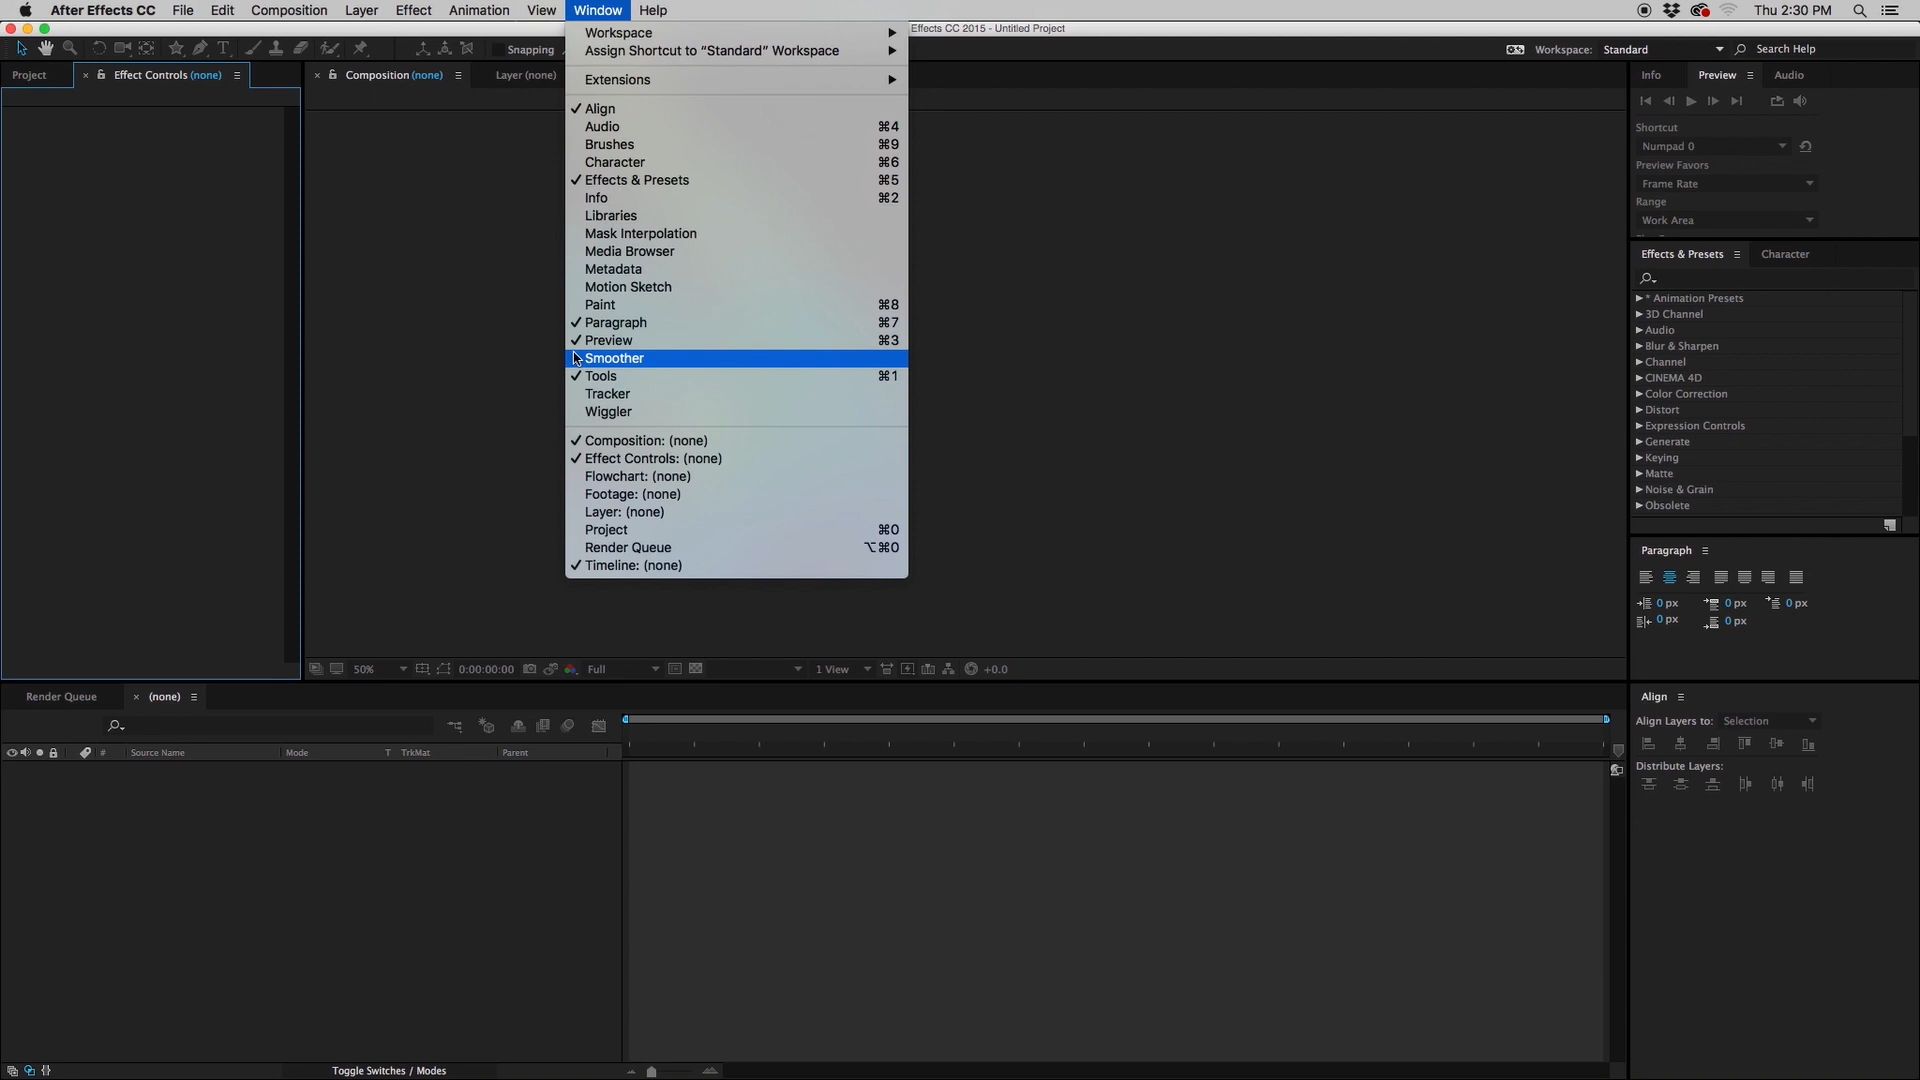 After Effects CC File Edit Composition Layer Effect Animation View Window Help Thu 2:30 PM
Effects CC 2015 - Untitled Project
Snapping Workspace: Standard Search Help
Project × Effect Controls (none) × Composition (none) Layer (none)
Workspace
Assign Shortcut to “Standard” Workspace
Extensions
✓ Align
Audio ⌘4
Brushes ⌘9
Character ⌘6
✓ Effects & Presets ⌘5
Info ⌘2
Libraries
Mask Interpolation
Media Browser
Metadata
Motion Sketch
Paint ⌘8
✓ Paragraph ⌘7
✓ Preview ⌘3
Smoother
✓ Tools ⌘1
Tracker
Wiggler
✓ Composition: (none)
✓ Effect Controls: (none)
Flowchart: (none)
Footage: (none)
Layer: (none)
Project ⌘0
Render Queue ⌥⌘0
✓ Timeline: (none)
Info Preview Audio
Shortcut
Numpad 0
Preview Favors
Frame Rate
Range
Work Area
Effects & Presets Character
* Animation Presets
3D Channel
Audio
Blur & Sharpen
Channel
CINEMA 4D
Color Correction
Distort
Expression Controls
Generate
Keying
Matte
Noise & Grain
Obsolete
Paragraph
0 px 0 px 0 px
0 px 0 px
50% 0:00:00:00 Full 1 View +0.0
Render Queue × (none)
# Source Name Mode T TrkMat Parent
Align
Align Layers to: Selection
Distribute Layers:
Toggle Switches / Modes